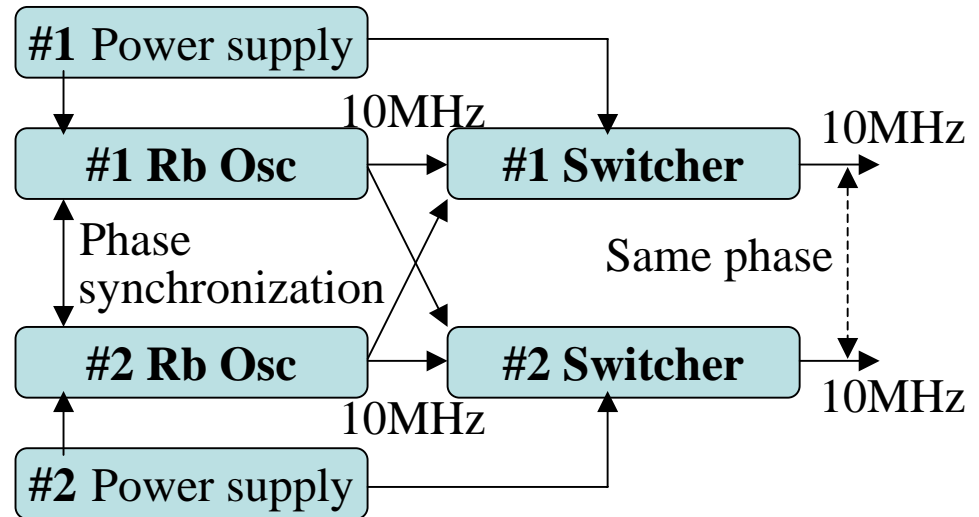 #1 Power supply
10MHz
10MHz
#1 Rb Osc
#1 Switcher
Phase
synchronization
Same phase
#2 Rb Osc
#2 Switcher
10MHz
10MHz
#2 Power supply